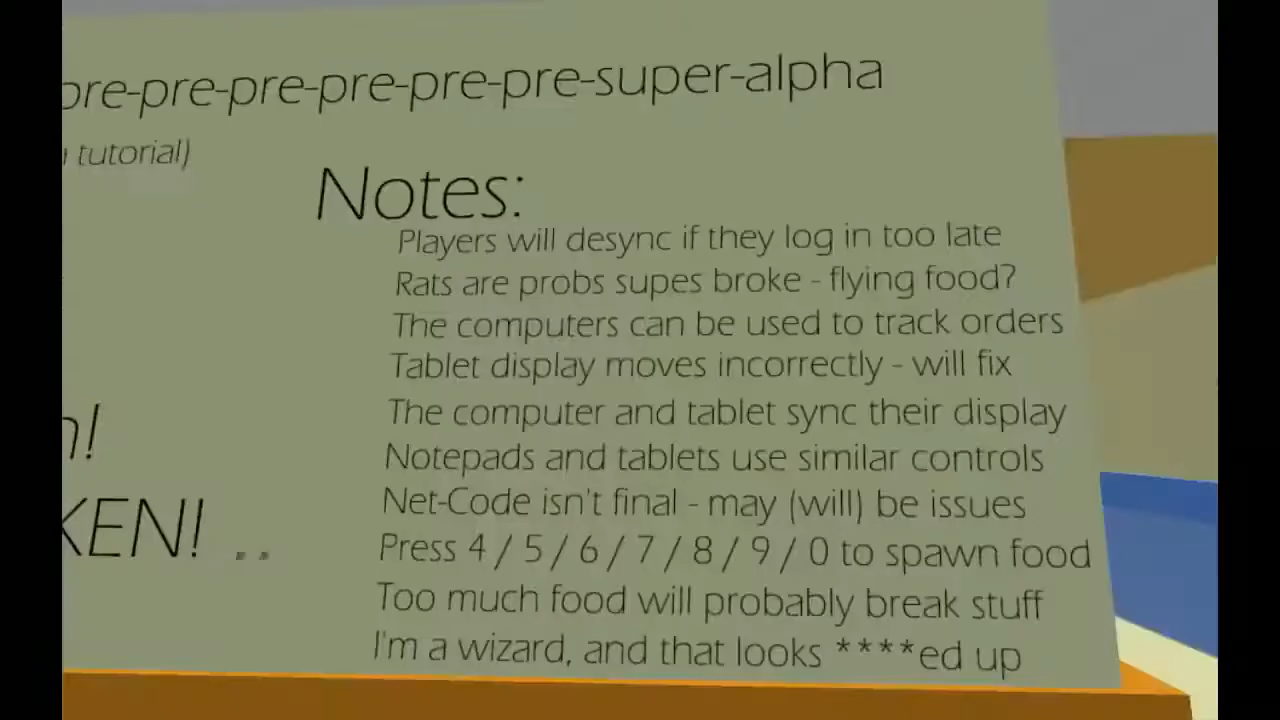 pre-pre-pre-pre-pre-pre-super-alpha
tutorial)
Notes:
Players will desync if they log in too late
Rats are probs supes broke - flying food?
The computers can be used to track orders
Tablet display moves incorrectly - will fix
The computer and tablet sync their display
Notepads and tablets use similar controls
Net-Code isn't final - may (will) be issues
Press 4 / 5 / 6 / 7 / 8 / 9 / 0 to spawn food
Too much food will probably break stuff
I'm a wizard, and that looks ****ed up
n!
KEN! ..